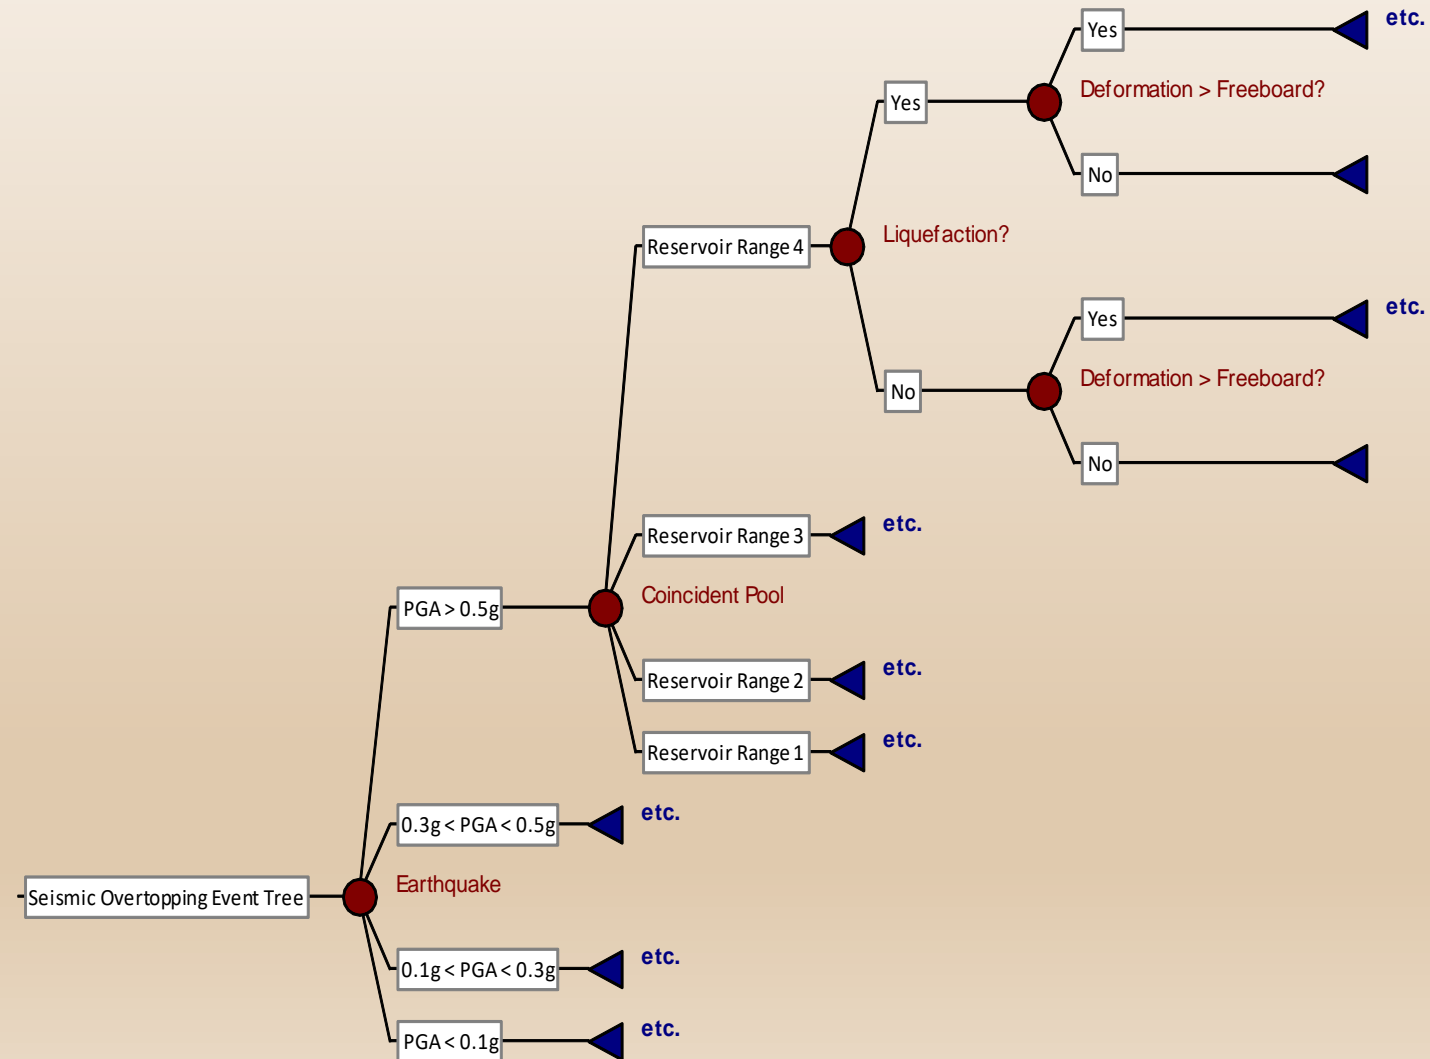 Yes
etc.
Deformation > Freeboard?
Yes
No
Liquefaction?
Reservoir Range 4
Yes
etc.
Deformation > Freeboard?
No
No
Reservoir Range 3
etc.
Coincident Pool
PGA > 0.5g
Reservoir Range 2
etc.
Reservoir Range 1
etc.
0.3g < PGA < 0.5g
etc.
Earthquake
Seismic Overtopping Event Tree
0.1g < PGA < 0.3g
etc.
PGA < 0.1g
etc.